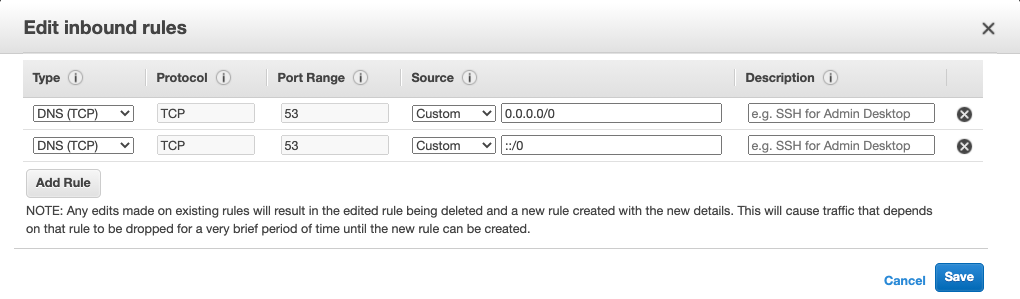 Edit inbound rules
Type Protocol Port Range Source Description
DNS (TCP) TCP 53 Custom 0.0.0.0/0 e.g. SSH for Admin Desktop
DNS (TCP) TCP 53 Custom ::/0 e.g. SSH for Admin Desktop
Add Rule
NOTE: Any edits made on existing rules will result in the edited rule being deleted and a new rule created with the new details. This will cause traffic that depends
on that rule to be dropped for a very brief period of time until the new rule can be created.
Cancel Save